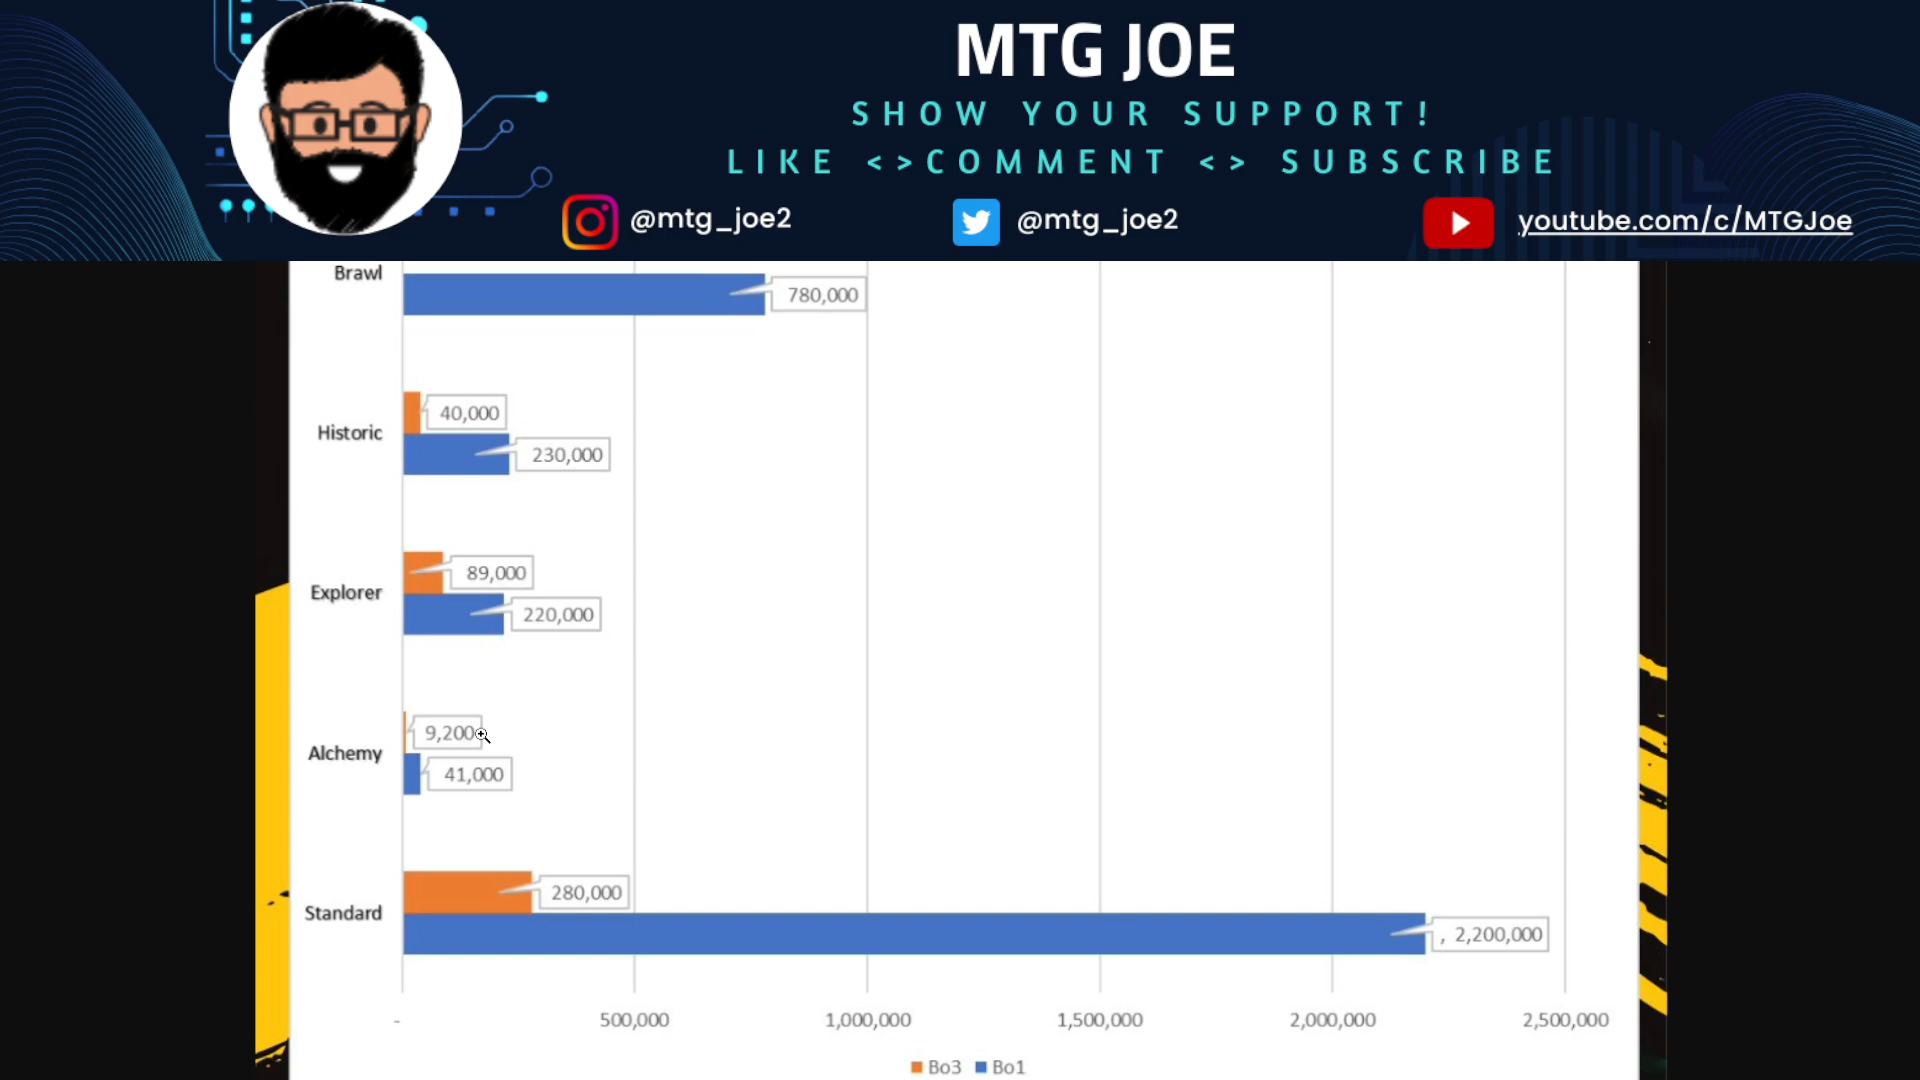 MTG JOE
SHOW YOUR SUPPORT!
LIKE <>COMMENT <> SUBSCRIBE
@mtg_joe2
@mtg_joe2
youtube.com/c/MTGJoe
Brawl
780,000
40,000
Historic
230,000
89,000
Explorer
220,000
9,200
Alchemy
41,000
280,000
Standard
, 2,200,000
- 500,000 1,000,000 1,500,000 2,000,000 2,500,000
Bo3 Bo1